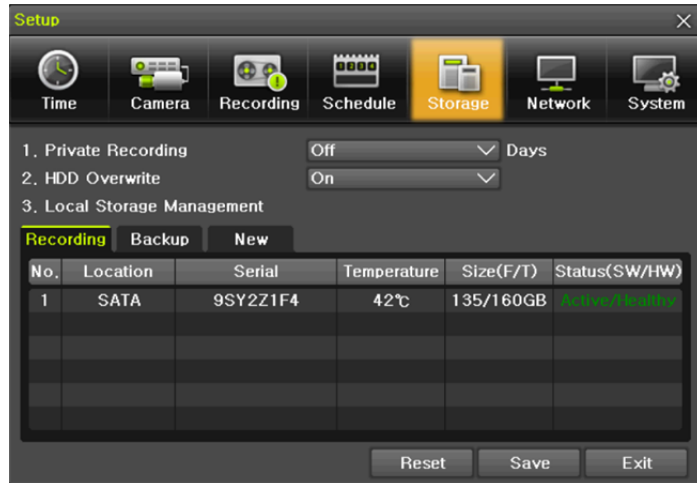 Setup
Time Camera Recording Schedule Storage Network System
1. Private Recording Off Days
2. HDD Overwrite On
3. Local Storage Management
Recording Backup New
No. Location Serial Temperature Size(F/T) Status(SW/HW)
1 SATA 9SY2Z1F4 42℃ 135/160GB Active/Healthy
Reset Save Exit